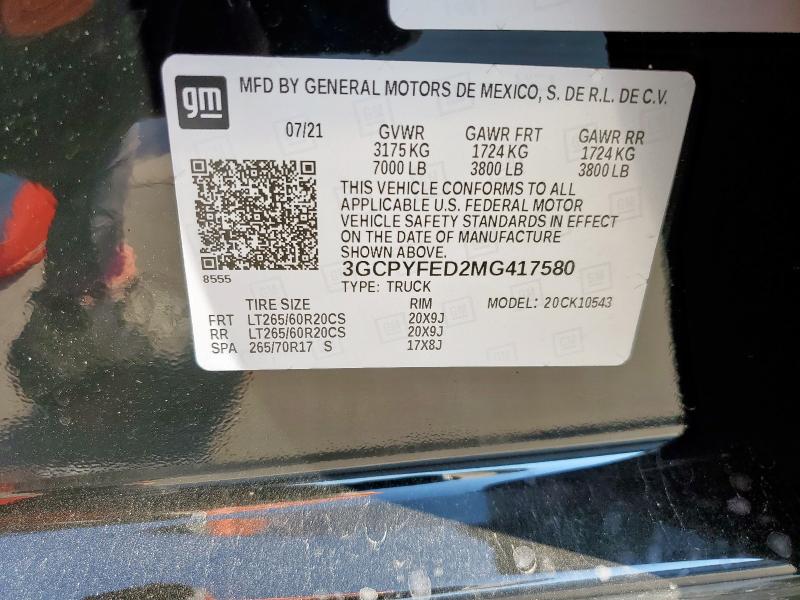 gm
MFD BY GENERAL MOTORS DE MEXICO, S. DE R.L. DE C.V.
07/21 GVWR GAWR FRT GAWR RR
3175 KG 1724 KG 1724 KG
7000 LB 3800 LB 3800 LB
THIS VEHICLE CONFORMS TO ALL
APPLICABLE U.S. FEDERAL MOTOR
VEHICLE SAFETY STANDARDS IN EFFECT
ON THE DATE OF MANUFACTURE
SHOWN ABOVE.
8555
3GCPYFED2MG417580
TYPE: TRUCK
TIRE SIZE RIM MODEL: 20CK10543
FRT LT265/60R20CS 20X9J
RR LT265/60R20CS 20X9J
SPA 265/70R17 S 17X8J